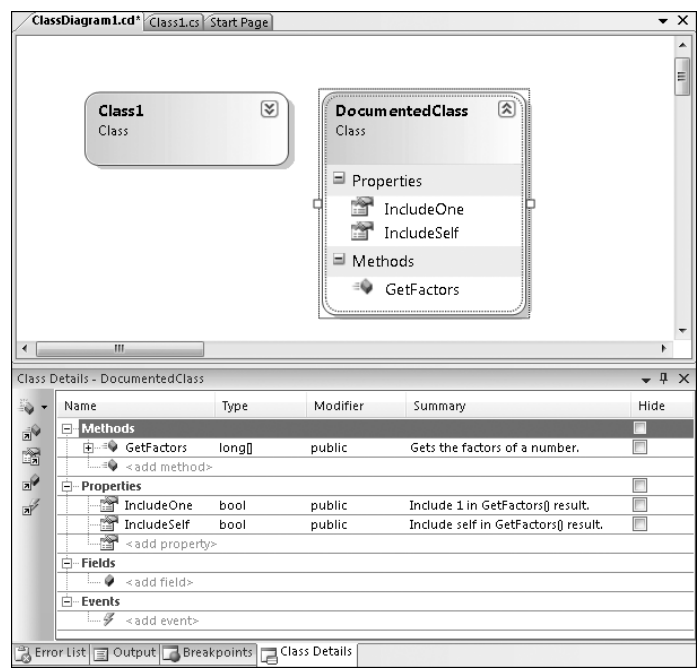 ClassDiagram1.cd* Class1.cs Start Page
Class1
Class
DocumentedClass
Class
Properties
IncludeOne
IncludeSelf
Methods
GetFactors
Class Details - DocumentedClass
Name Type Modifier Summary Hide
Methods
GetFactors long[] public Gets the factors of a number.
<add method>
Properties
IncludeOne bool public Include 1 in GetFactors() result.
IncludeSelf bool public Include self in GetFactors() result.
<add property>
Fields
<add field>
Events
<add event>
Error List Output Breakpoints Class Details